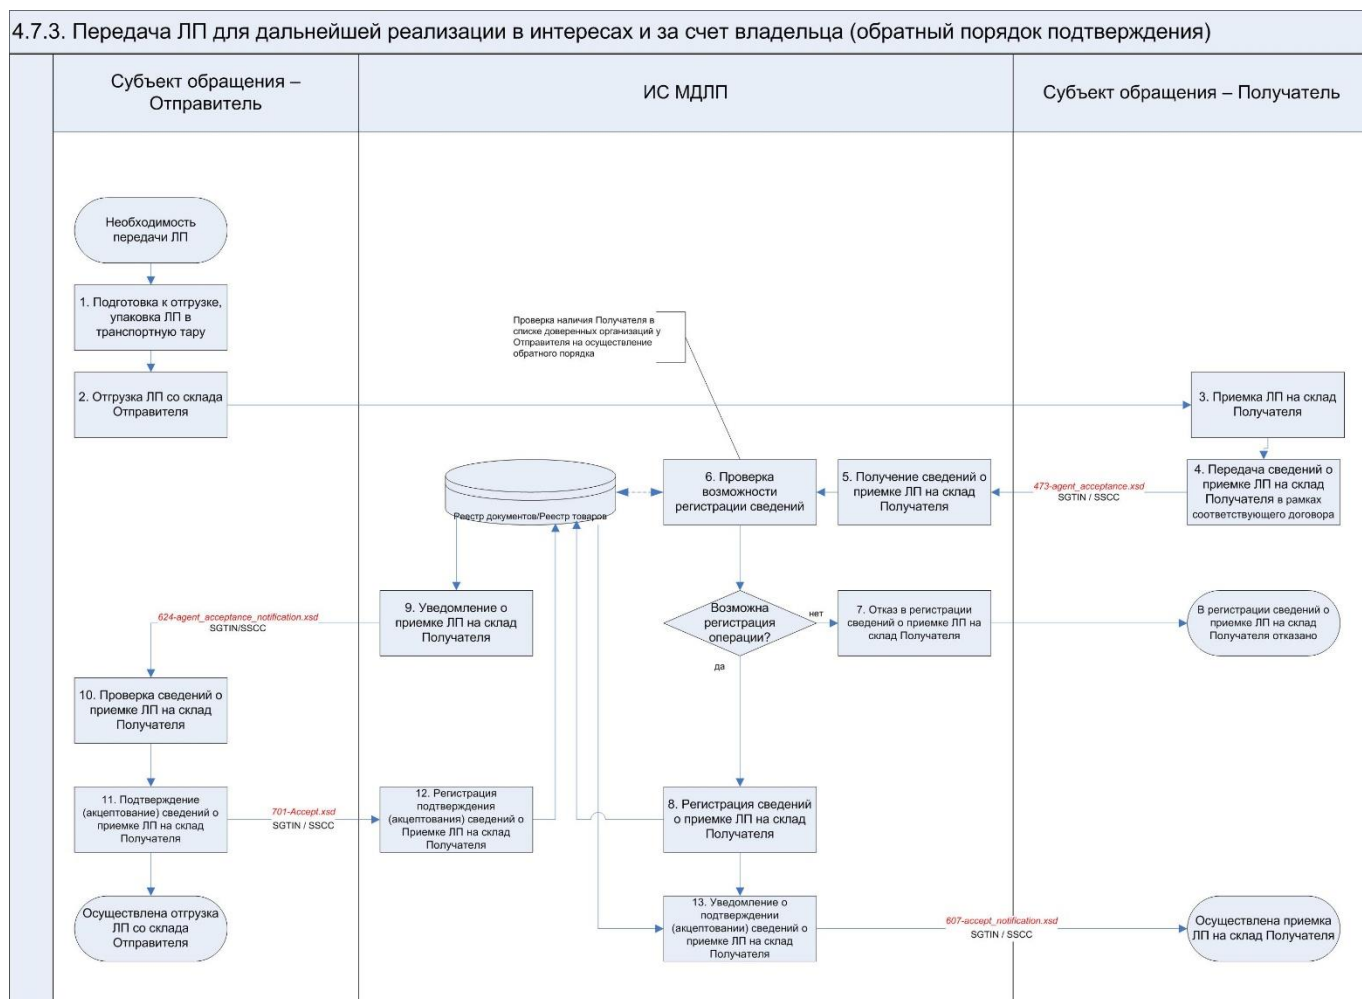 4.7.3. Передача ЛП для дальнейшей реализации в интересах и за счет владельца (обратный порядок подтверждения)
Субъект обращения –
Отправитель
ИС МДЛП
Субъект обращения – Получатель
Необходимость
передачи ЛП
1. Подготовка к отгрузке,
упаковка ЛП в
транспортную тару
Проверка наличия Получателя в
списке доверенных организаций у
Отправителя на осуществление
обратного порядка
2. Отгрузка ЛП со склада
Отправителя
3. Приемка ЛП на склад
Получателя
Реестр документов/Реестр товаров
6. Проверка
возможности
регистрации сведений
5. Получение сведений о
приемке ЛП на склад
Получателя
473-agent_acceptance.xsd
SGTIN / SSCC
4. Передача сведений о
приемке ЛП на склад
Получателя в рамках
соответствующего договора
624-agent_acceptance_notification.xsd
SGTIN/SSCC
9. Уведомление о
приемке ЛП на склад
Получателя
Возможна
регистрация
операции?
нет
да
7. Отказ в регистрации
сведений о приемке ЛП на
склад Получателя
В регистрации сведений о
приемке ЛП на склад
Получателя отказано
10. Проверка сведений о
приемке ЛП на склад
Получателя
11. Подтверждение
(акцептование) сведений о
приемке ЛП на склад
Получателя
701-Accept.xsd
SGTIN / SSCC
12. Регистрация
подтверждения
(акцептования) сведений о
Приемке ЛП на склад
Получателя
8. Регистрация сведений
о приемке ЛП на склад
Получателя
Осуществлена отгрузка
ЛП со склада
Отправителя
13. Уведомление о
подтверждении
(акцептовании) сведений о
приемке ЛП на склад
Получателя
607-accept_notification.xsd
SGTIN / SSCC
Осуществлена приемка
ЛП на склад Получателя